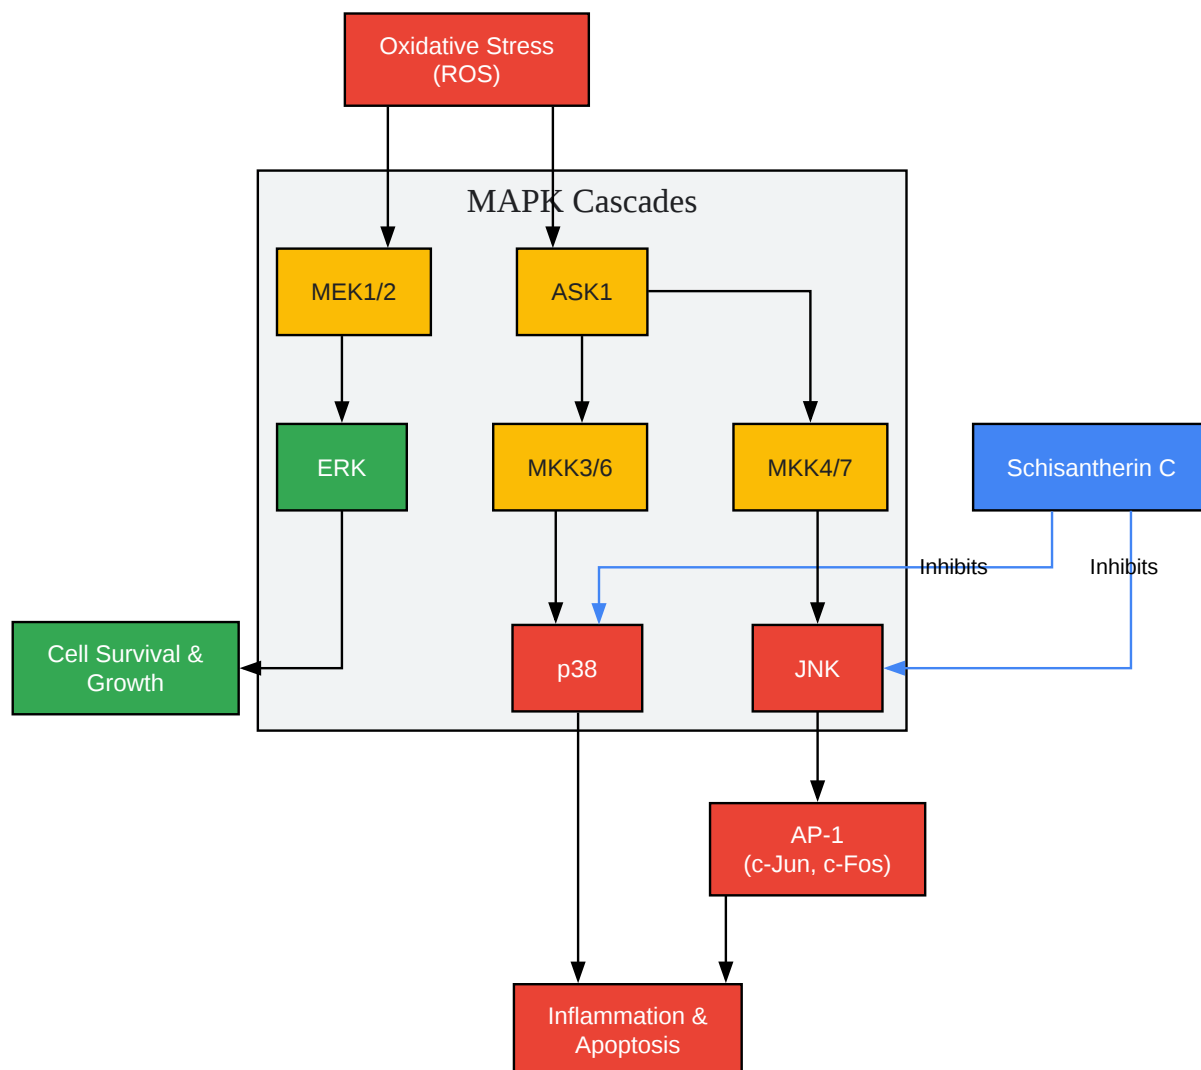 Oxidative Stress
(ROS)
MAPK Cascades
MEK1/2
ASK1
ERK
MKK3/6
MKK4/7
Schisantherin C
Inhibits
Inhibits
Cell Survival &
Growth
p38
JNK
AP-1
(c-Jun, c-Fos)
Inflammation &
Apoptosis